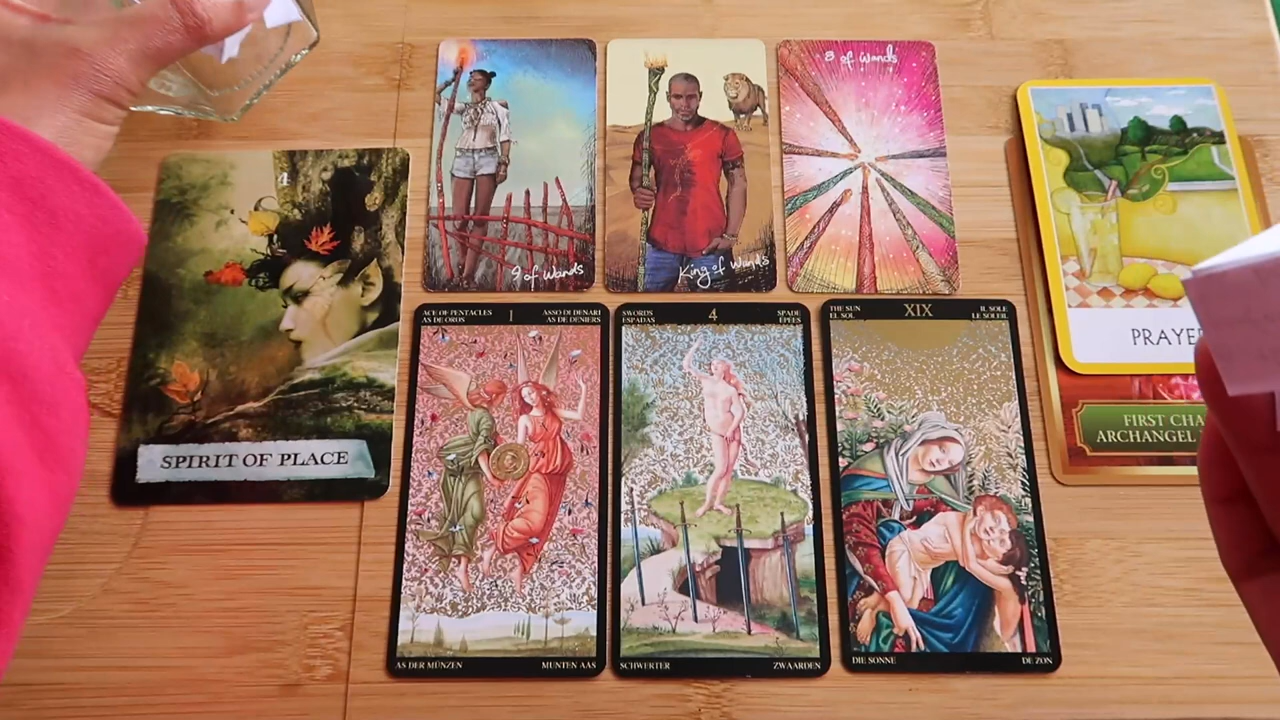 4
SPIRIT OF PLACE
9 of Wands
King of Wands
8 of Wands
ACE OF PENTACLES
AS DE OROS
I
ASSO DI DENARI
AS DE DENIERS
AS DER MÜNZEN
MUNTEN AAS
SWORDS
ESPADAS
4
SPADE
ÉPÉES
SCHWERTER
ZWAARDEN
THE SUN
EL SOL
XIX
IL SOLE
LE SOLEIL
DIE SONNE
DE ZON
PRAYE
FIRST CHA
ARCHANGEL